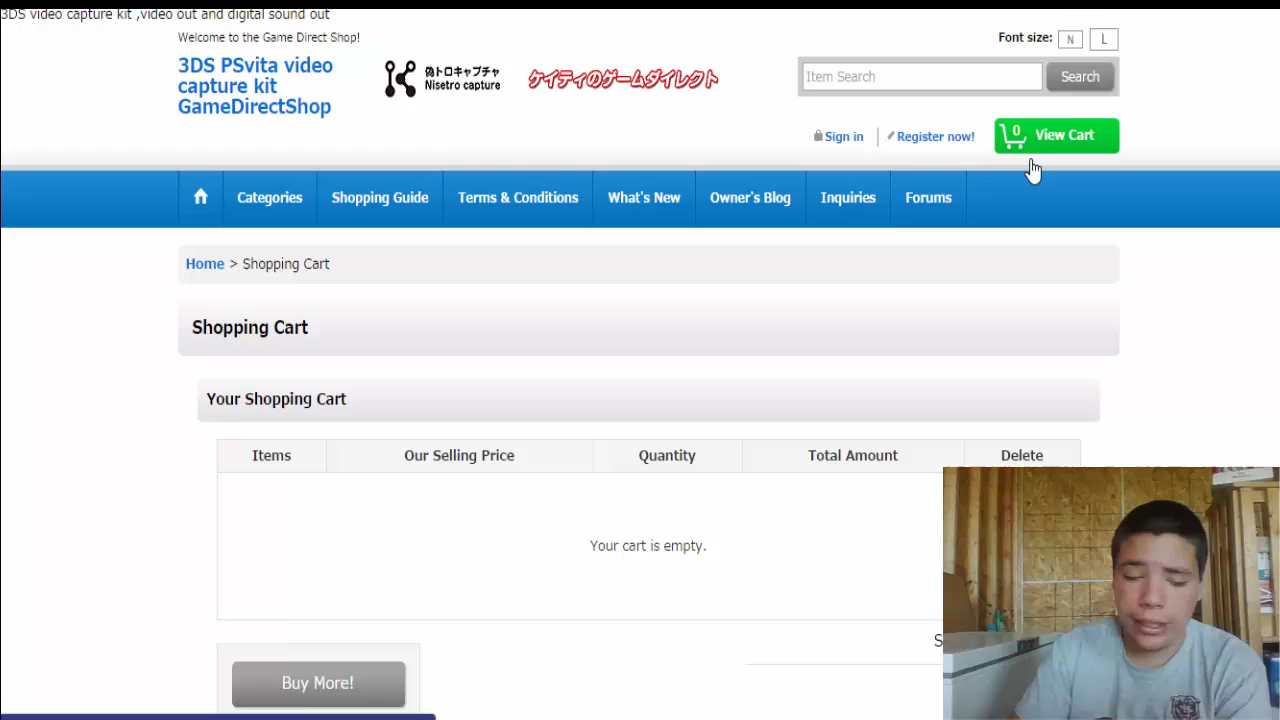 3DS video capture kit ,video out and digital sound out
Welcome to the Game Direct Shop!
Font size: N L
3DS PSvita video
capture kit
GameDirectShop
偽トロキャプチャ
Nisetro capture
ケイティのゲームダイレクト
Item Search
Search
Sign in
Register now!
0
View Cart
Categories
Shopping Guide
Terms & Conditions
What's New
Owner's Blog
Inquiries
Forums
Home > Shopping Cart
Shopping Cart
Your Shopping Cart
Items
Our Selling Price
Quantity
Total Amount
Delete
Your cart is empty.
S
Buy More!